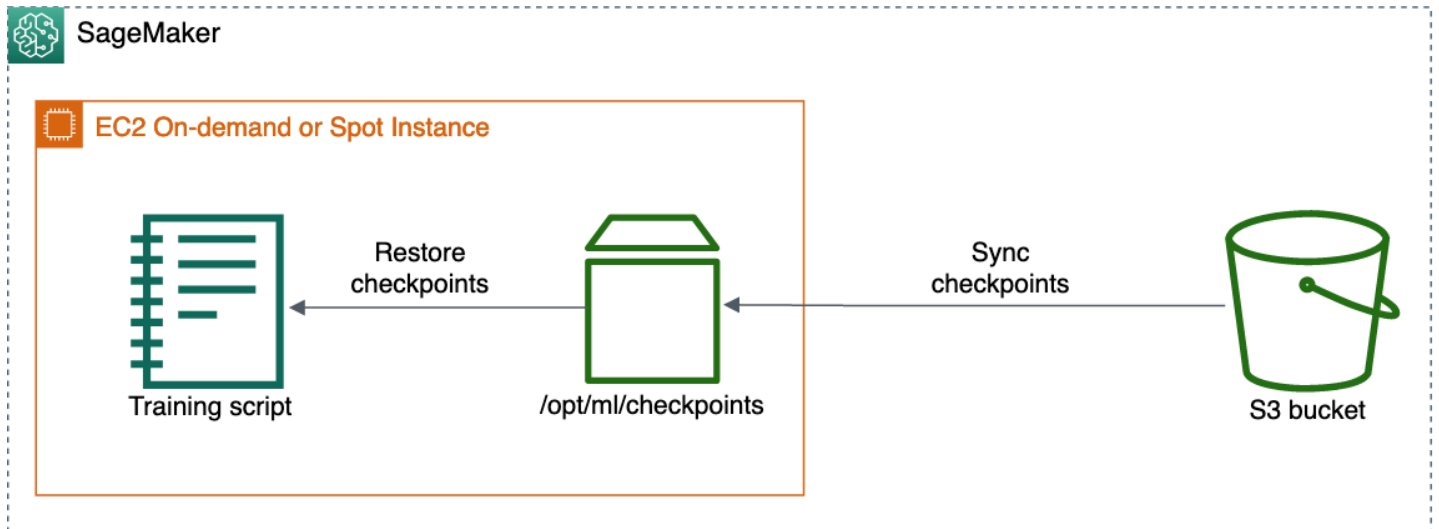 SageMaker
EC2 On-demand or Spot Instance
Restore
checkpoints
Sync
checkpoints
Training script
/opt/ml/checkpoints
S3 bucket